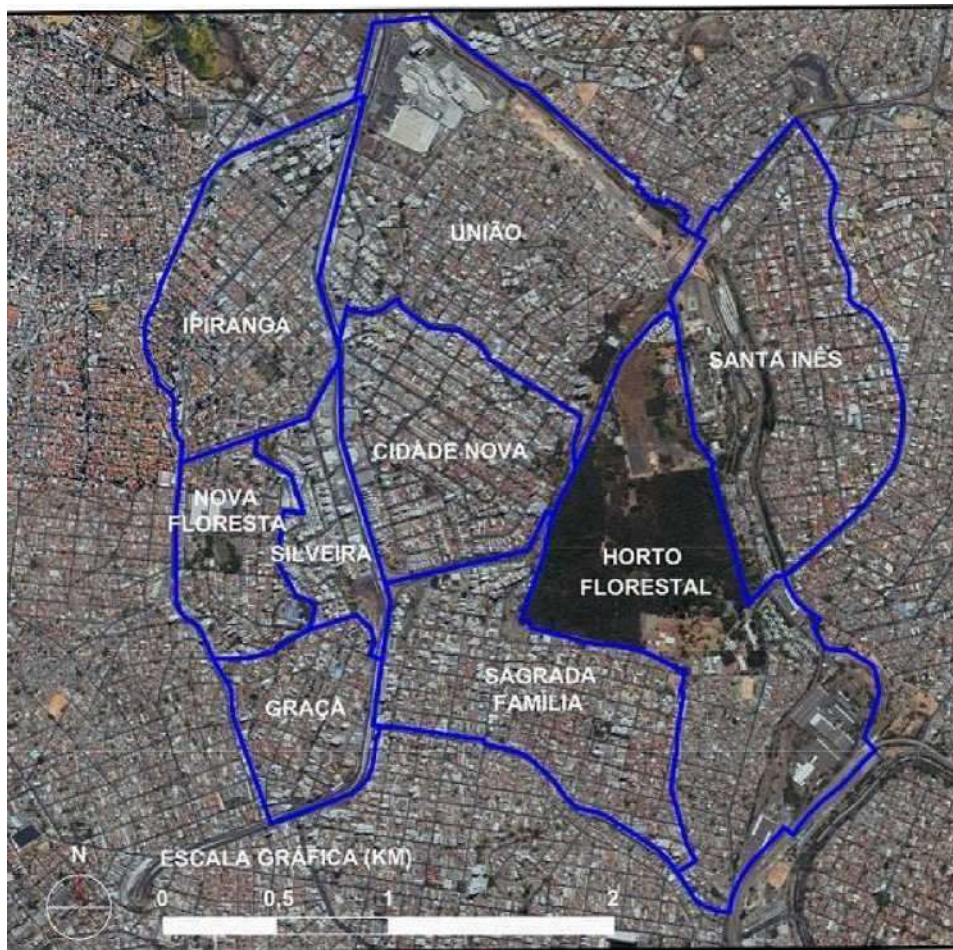 UNIÃO
IPIRANGA
SANTA INÊS
CIDADE NOVA
NOVA
FLORESTA
SILVEIRA
HORTO
FLORESTAL
SAGRADA
FAMÍLIA
GRAÇA
N
ESCALA GRÁFICA (KM)
0 0,5 1 2